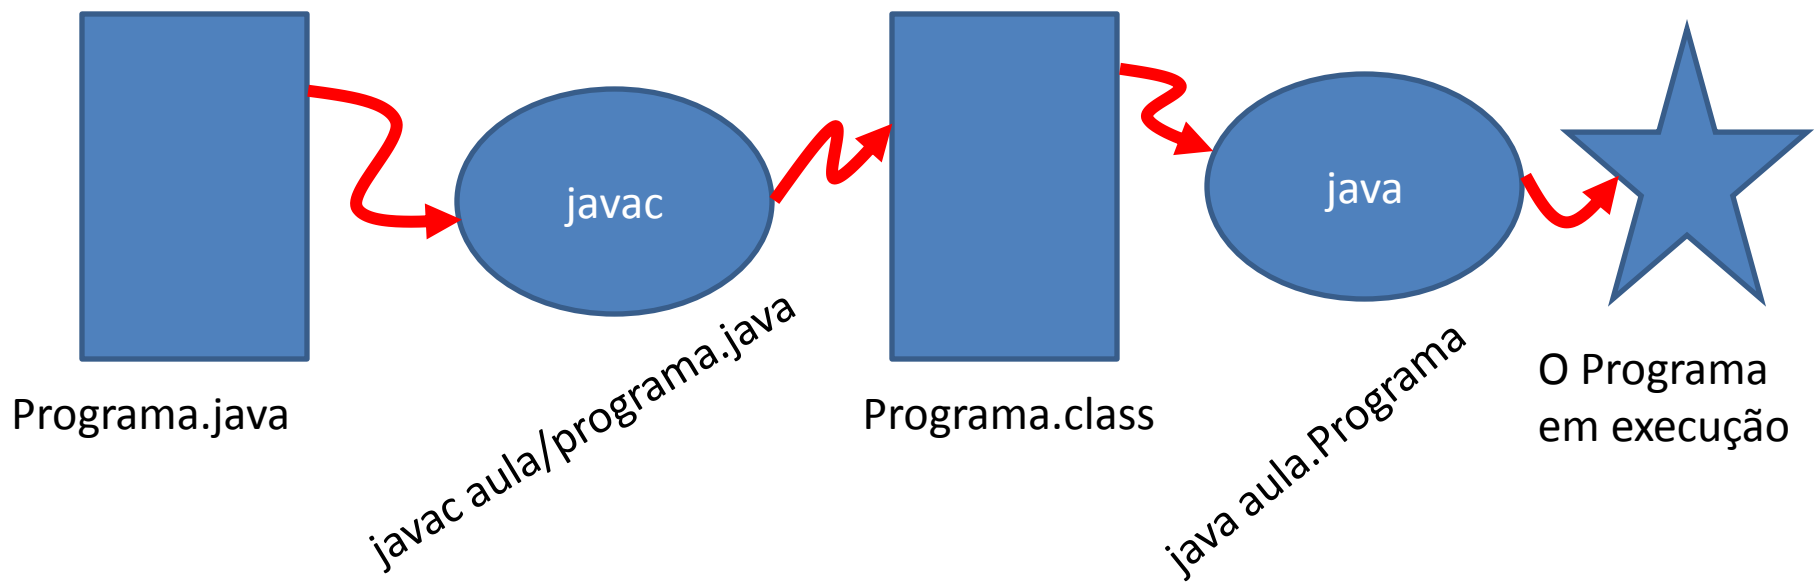 javac
java
Programa.java
javac aula/programa.java
Programa.class
java aula.Programa
O Programa
em execução